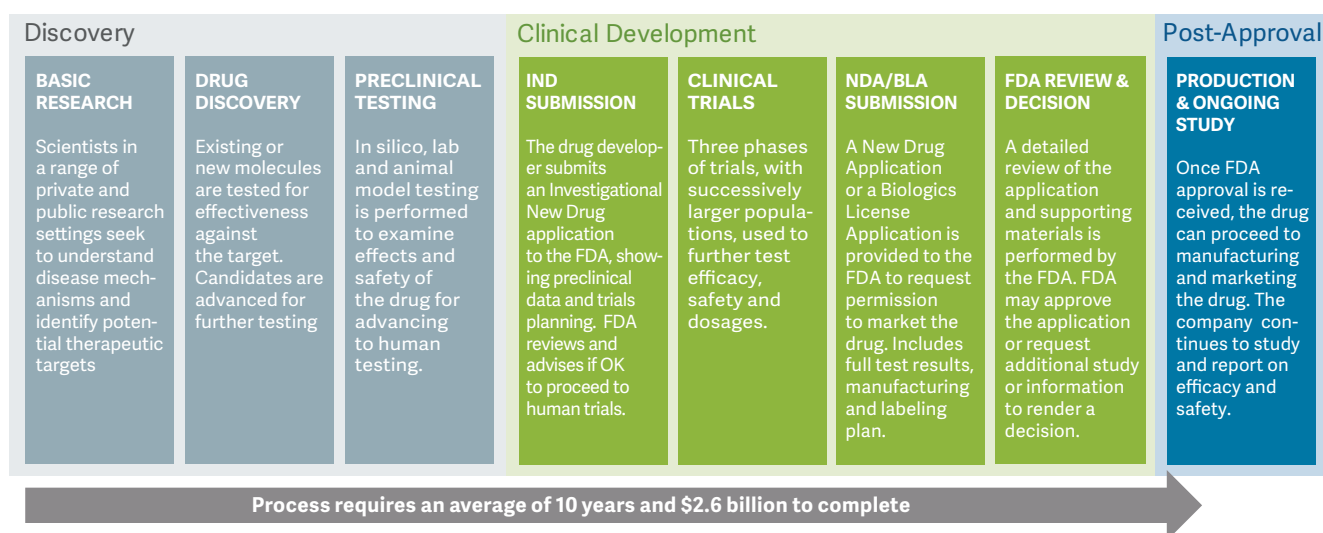 Discovery
BASIC
RESEARCH
Scientists in
a range of
private and
public research
settings seek
to understand
disease mech-
anisms and
identify poten-
tial therapeutic
targets
DRUG
DISCOVERY
Existing or
new molecules
are tested for
effectiveness
against
the target.
Candidates are
advanced for
further testing
PRECLINICAL
TESTING
In silico, lab
and animal
model testing
is performed
to examine
effects and
safety of
the drug for
advancing
to human
testing.
Clinical Development
IND
SUBMISSION
The drug develop-
er submits
an Investigational
New Drug
application
to the FDA, show-
ing preclinical
data and trials
planning. FDA
reviews and
advises if OK
to proceed to
human trials.
CLINICAL
TRIALS
Three phases
of trials, with
successively
larger popula-
tions, used to
further test
efficacy,
safety and
dosages.
NDA/BLA
SUBMISSION
A New Drug
Application
or a Biologics
License
Application is
provided to the
FDA to request
permission
to market the
drug. Includes
full test results,
manufacturing
and labeling
plan.
FDA REVIEW &
DECISION
A detailed
review of the
application
and supporting
materials is
performed by
the FDA. FDA
may approve
the application
or request
additional study
or information
to render a
decision.
Post-Approval
PRODUCTION
& ONGOING
STUDY
Once FDA
approval is re-
ceived, the drug
can proceed to
manufacturing
and marketing
the drug. The
company con-
tinues to study
and report on
efficacy and
safety.
Process requires an average of 10 years and $2.6 billion to complete